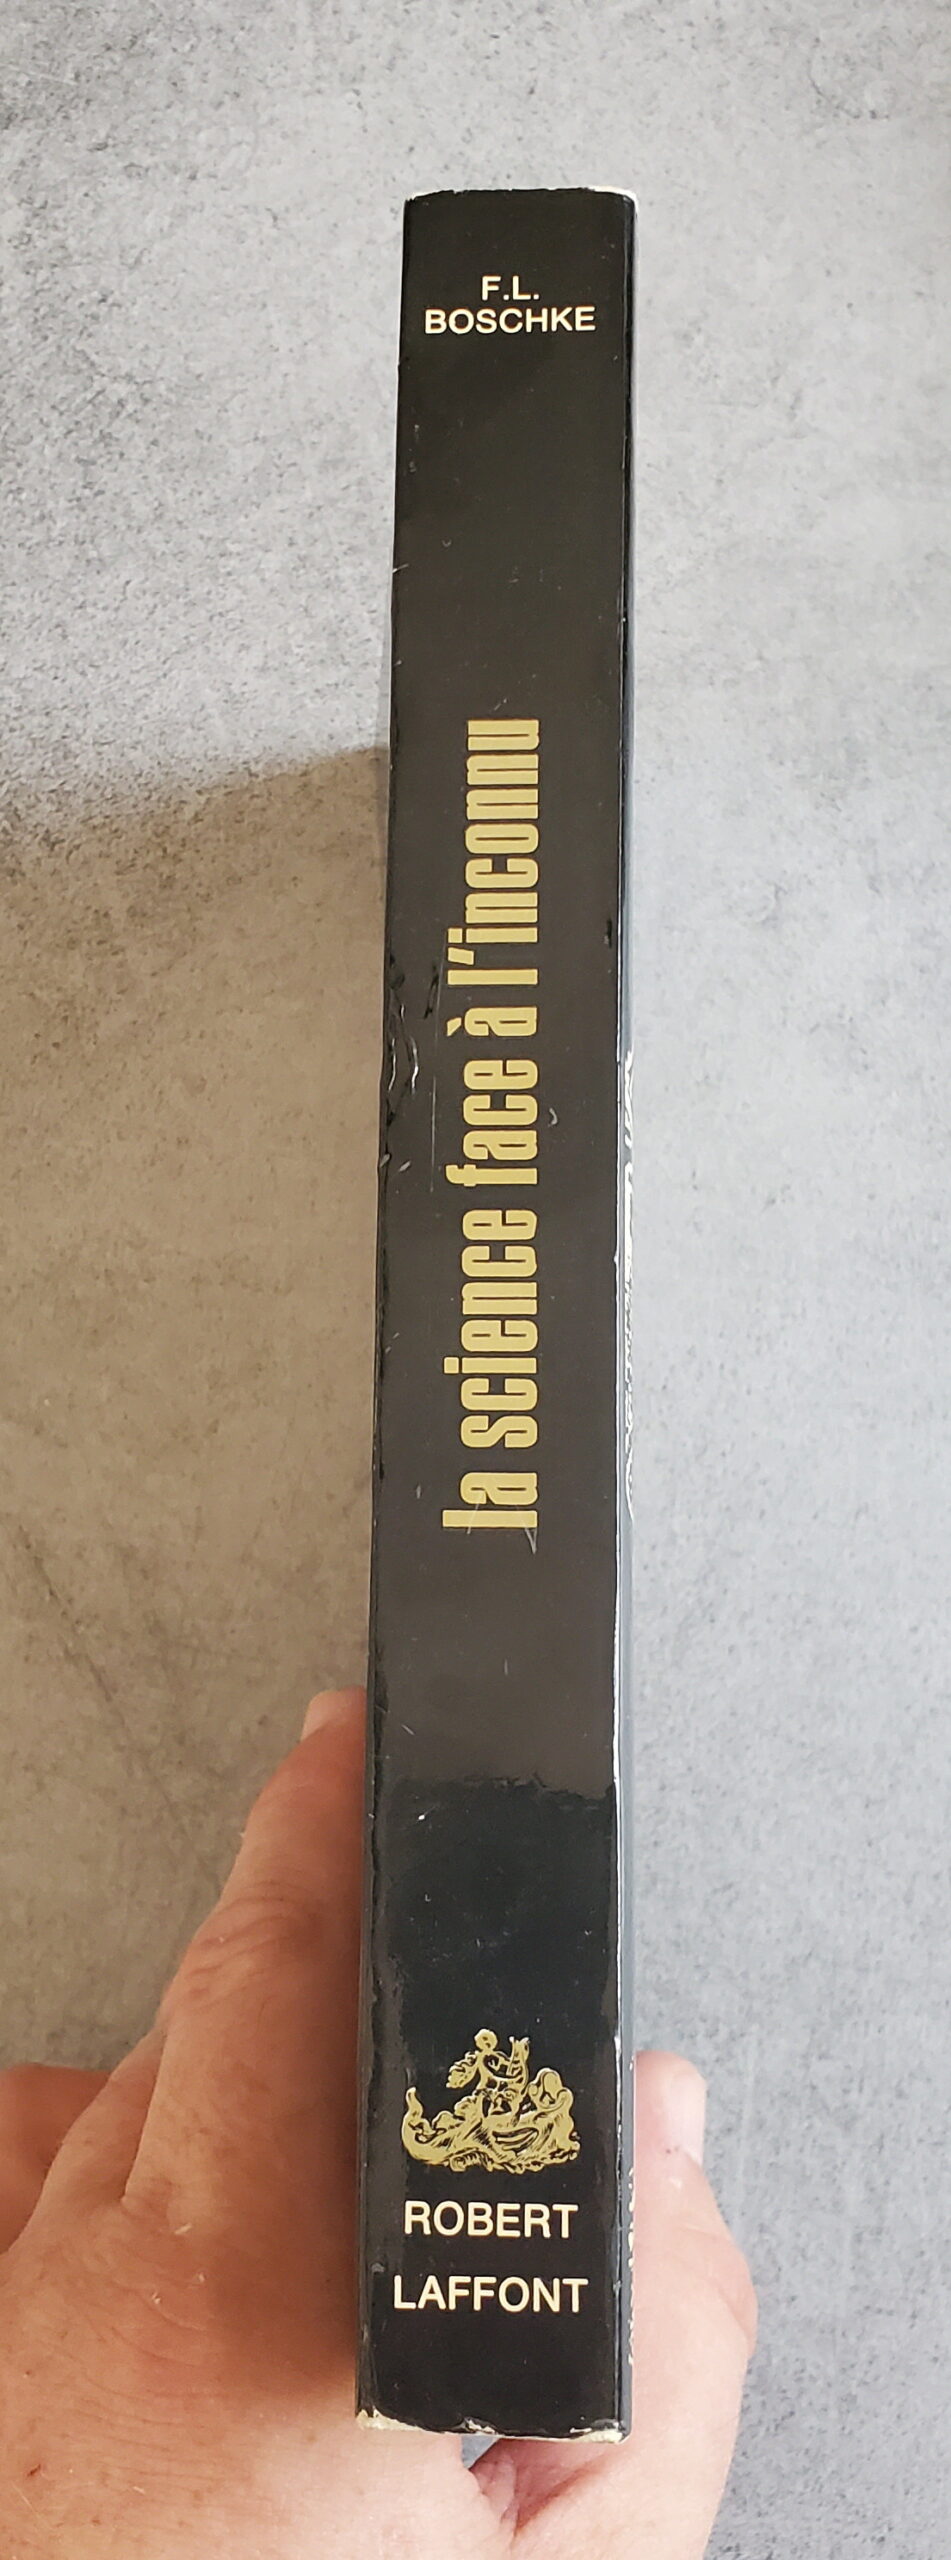 F.L.
BOSCHKE
la science face à l'inconnu
ROBERT
LAFFONT